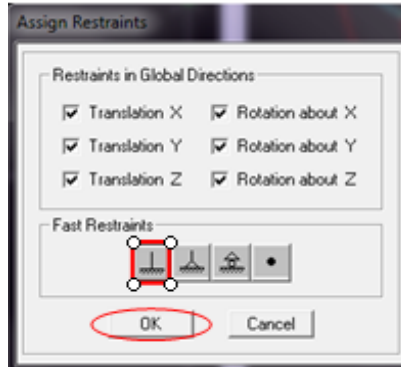 Assign Restraints
Restraints in Global Directions
Translation X Rotation about X
Translation Y Rotation about Y
Translation Z Rotation about Z
Fast Restraints
OK Cancel